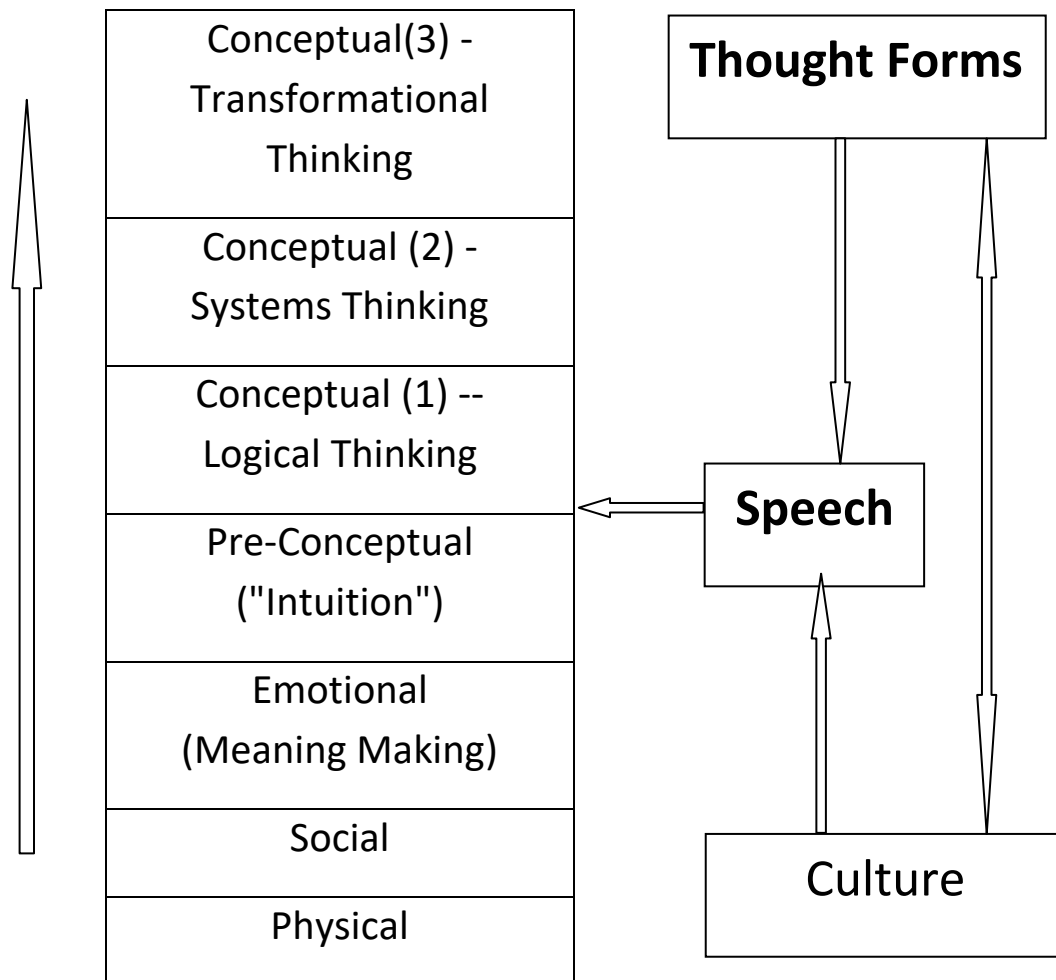 Conceptual(3) -
Transformational
Thinking
Conceptual (2) -
Systems Thinking
Conceptual (1) --
Logical Thinking
Pre-Conceptual
("Intuition")
Emotional
(Meaning Making)
Social
Physical
Thought Forms
Speech
Culture